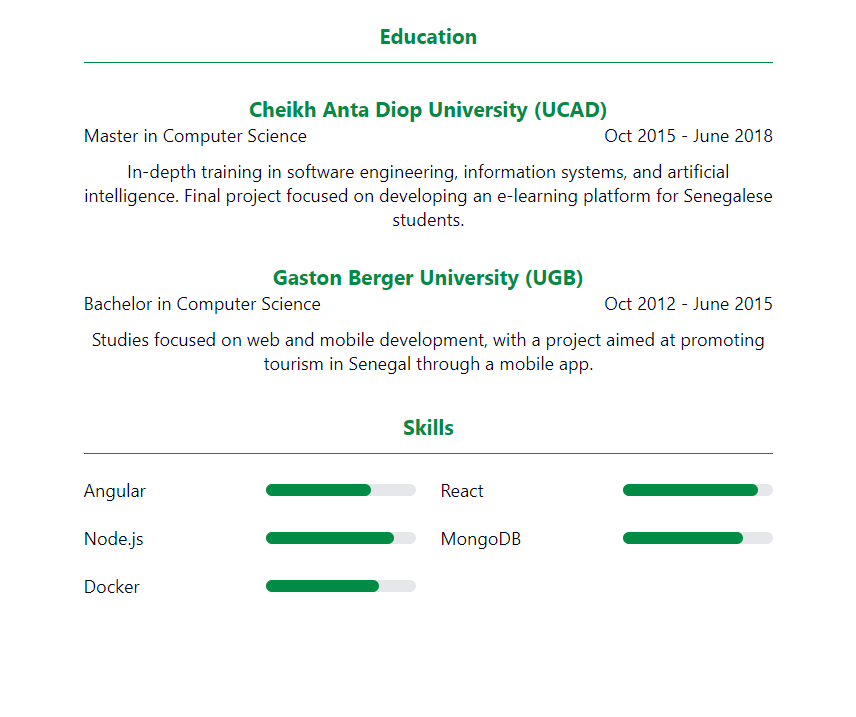 Education
Cheikh Anta Diop University (UCAD)
Master in Computer Science Oct 2015 - June 2018
In-depth training in software engineering, information systems, and artificial
intelligence. Final project focused on developing an e-learning platform for Senegalese
students.
Gaston Berger University (UGB)
Bachelor in Computer Science Oct 2012 - June 2015
Studies focused on web and mobile development, with a project aimed at promoting
tourism in Senegal through a mobile app.
Skills
Angular React
Node.js MongoDB
Docker